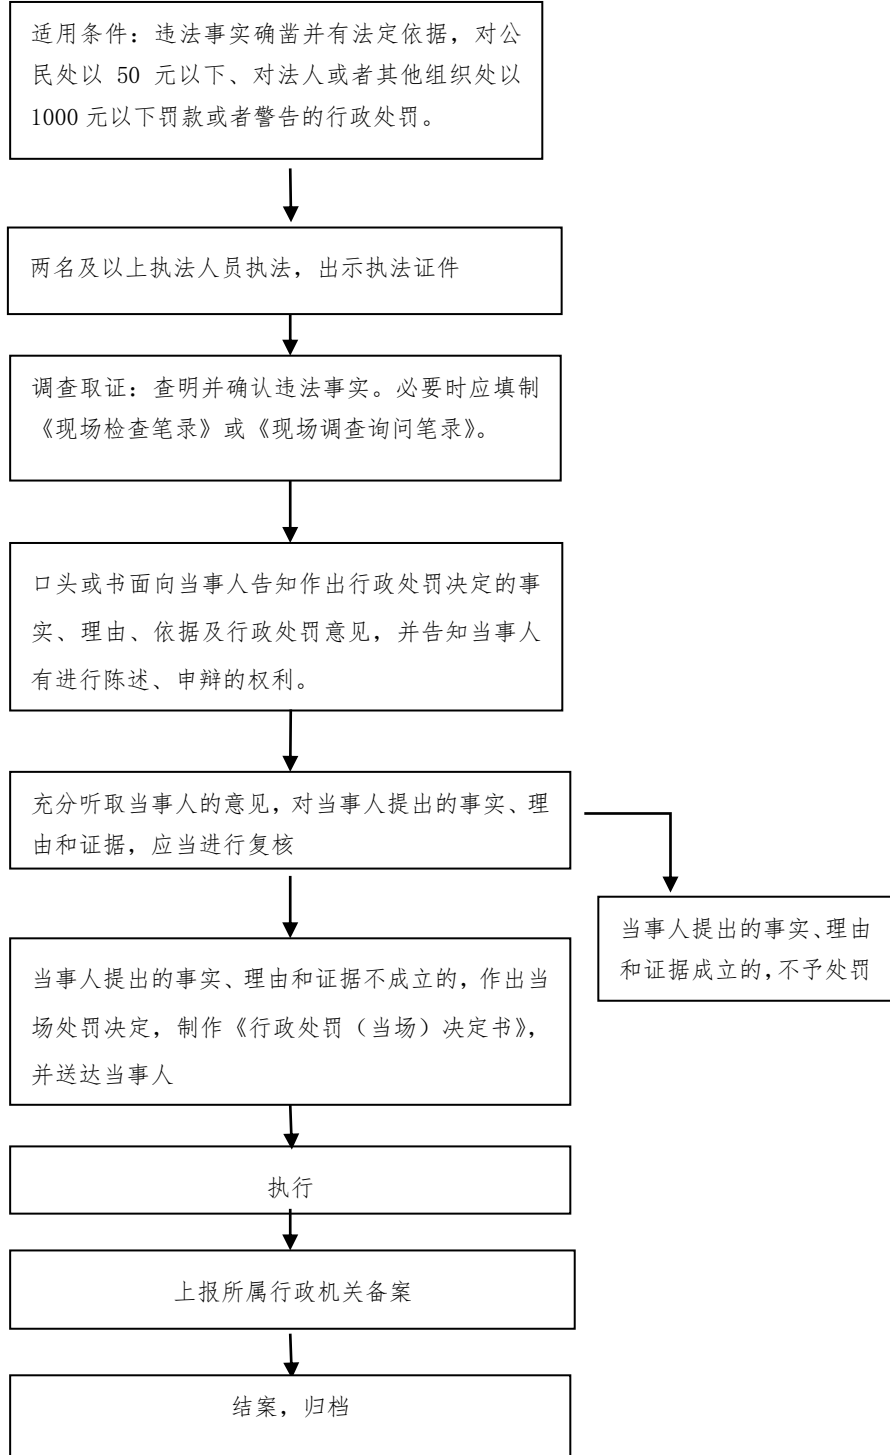 适用条件：违法事实确凿并有法定依据，对公
民处以 50 元以下、对法人或者其他组织处以
1000 元以下罚款或者警告的行政处罚。
两名及以上执法人员执法，出示执法证件
调查取证：查明并确认违法事实。必要时应填制
《现场检查笔录》或《现场调查询问笔录》。
口头或书面向当事人告知作出行政处罚决定的事
实、理由、依据及行政处罚意见，并告知当事人
有进行陈述、申辩的权利。
充分听取当事人的意见，对当事人提出的事实、理
由和证据，应当进行复核
当事人提出的事实、理由
和证据成立的，不予处罚
当事人提出的事实、理由和证据不成立的，作出当
场处罚决定，制作《行政处罚（当场）决定书》，
并送达当事人
执行
上报所属行政机关备案
结案，归档